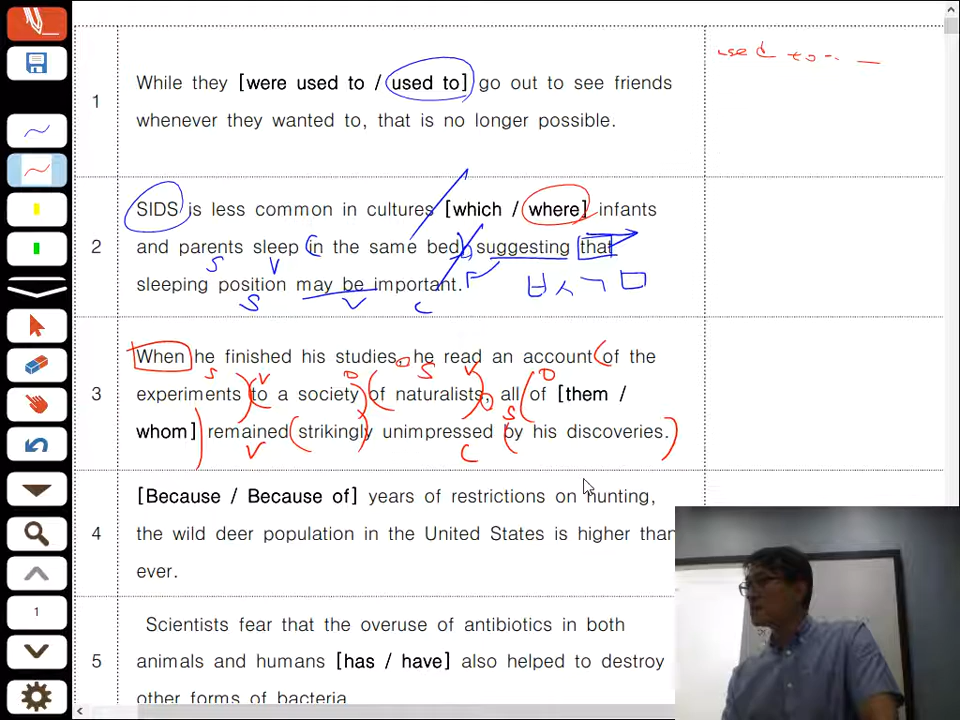 1
While they [were used to / used to] go out to see friends
whenever they wanted to, that is no longer possible.
used to
2
SIDS is less common in cultures [which / where] infants
and parents sleep in the same bed, suggesting that
S V
sleeping position may be important.
S V C
3
When he finished his studies, he read an account of the
S V O S V O
experiments to a society of naturalists, all of [them /
S
whom] remained strikingly unimpressed by his discoveries.
V C
4
[Because / Because of] years of restrictions on hunting,
the wild deer population in the United States is higher than
ever.
5
Scientists fear that the overuse of antibiotics in both
animals and humans [has / have] also helped to destroy
other forms of bacteria
1